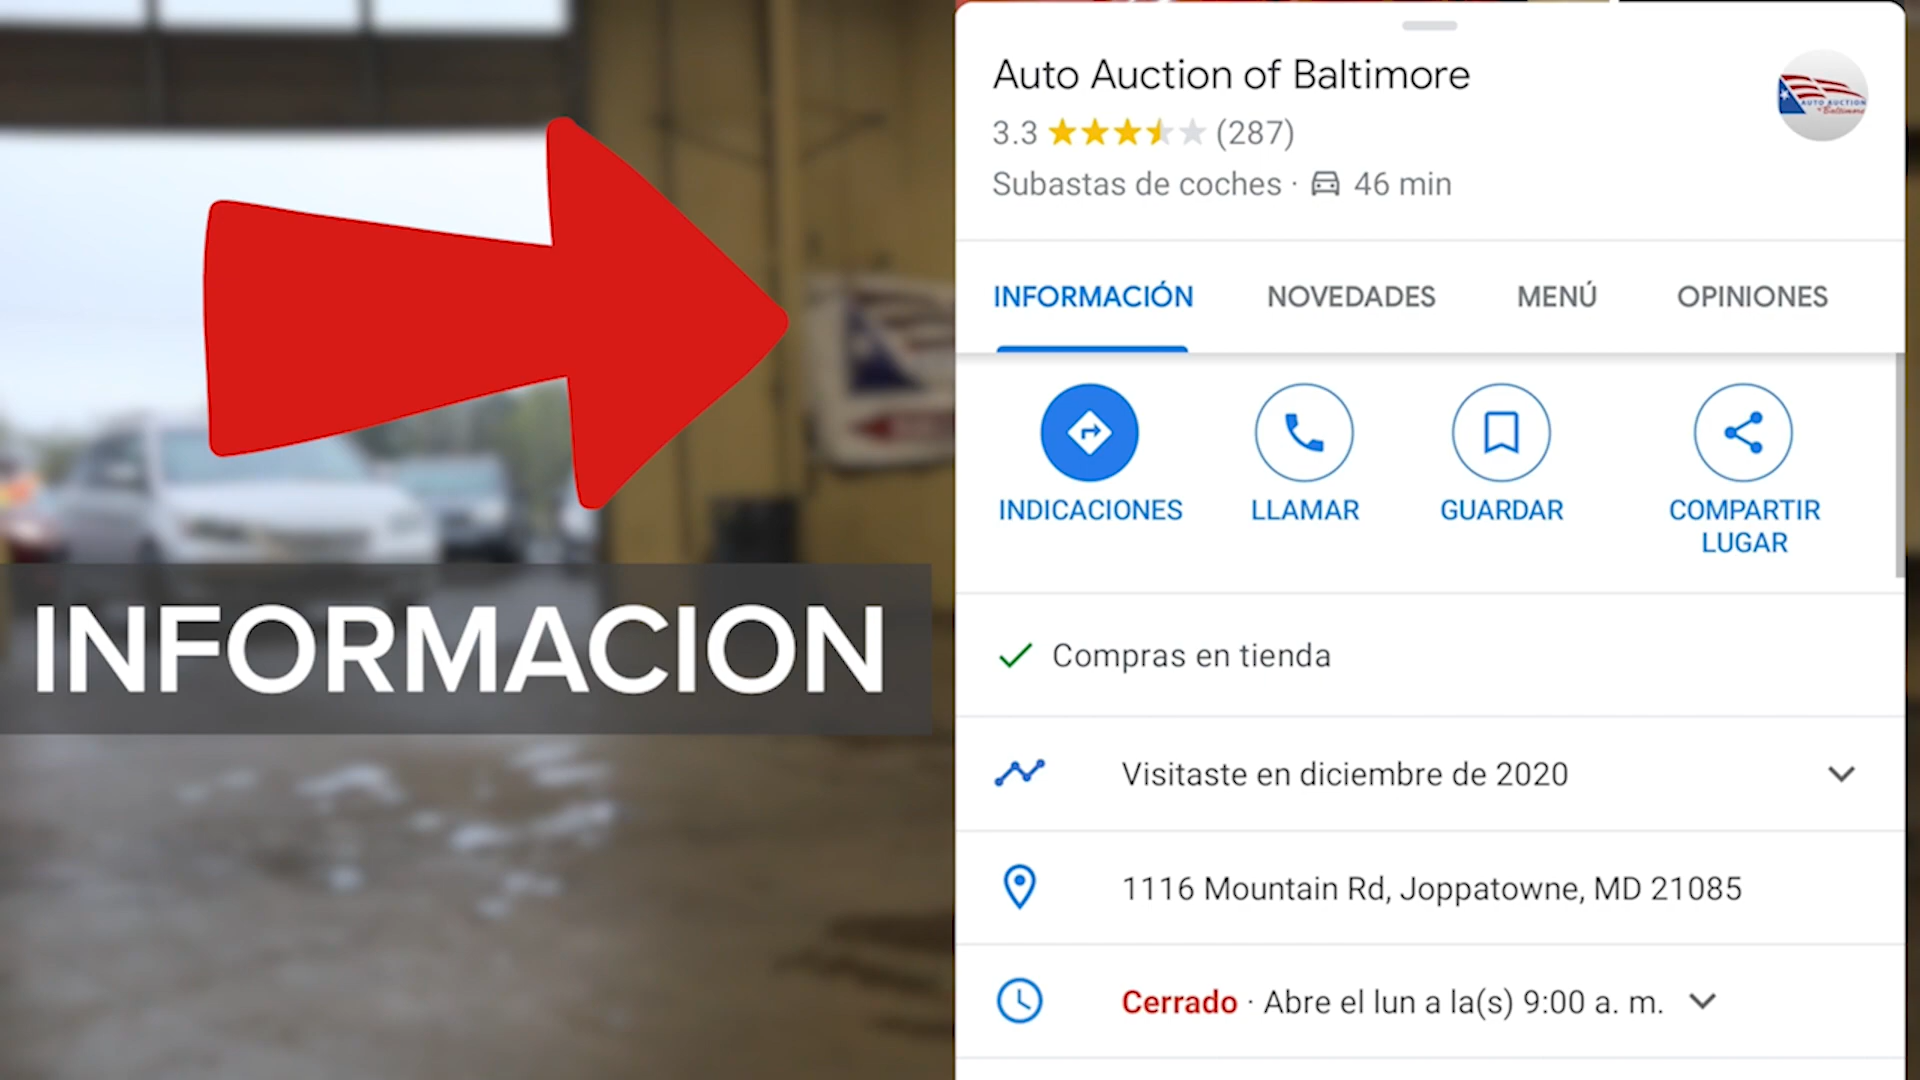 INFORMACION
Auto Auction of Baltimore
3.3 (287)
Subastas de coches · 46 min
AUTO AUCTION
INFORMACIÓN NOVEDADES MENÚ OPINIONES
INDICACIONES LLAMAR GUARDAR COMPARTIR
LUGAR
Compras en tienda
Visitaste en diciembre de 2020
1116 Mountain Rd, Joppatowne, MD 21085
Cerrado · Abre el lun a la(s) 9:00 a. m.